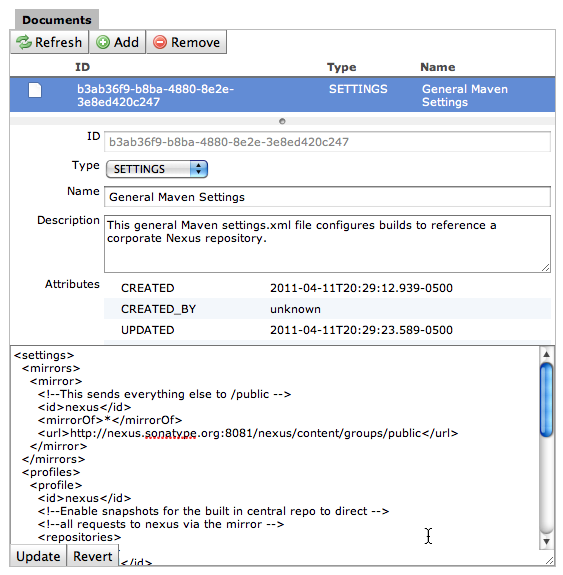 Documents
Refresh Add Remove
ID Type Name
b3ab36f9-b8ba-4880-8e2e-3e8ed420c247 SETTINGS General Maven Settings
ID b3ab36f9-b8ba-4880-8e2e-3e8ed420c247
Type SETTINGS
Name General Maven Settings
Description This general Maven settings.xml file configures builds to reference a
corporate Nexus repository.
Attributes CREATED 2011-04-11T20:29:12.939-0500
CREATED_BY unknown
UPDATED 2011-04-11T20:29:23.589-0500
<settings>
<mirrors>
<mirror>
<!--This sends everything else to /public -->
<id>nexus</id>
<mirrorOf>*</mirrorOf>
<url>http://nexus.sonatype.org:8081/nexus/content/groups/public</url>
</mirror>
</mirrors>
<profiles>
<profile>
<id>nexus</id>
<!--Enable snapshots for the built in central repo to direct -->
<!--all requests to nexus via the mirror -->
<repositories>
Update Revert </id>